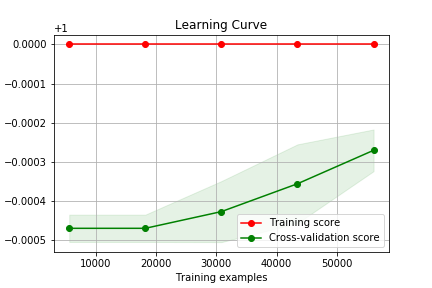 Learning Curve
+1
0.0000
−0.0001
−0.0002
−0.0003
−0.0004
−0.0005
Training score
Cross-validation score
10000 20000 30000 40000 50000
Training examples